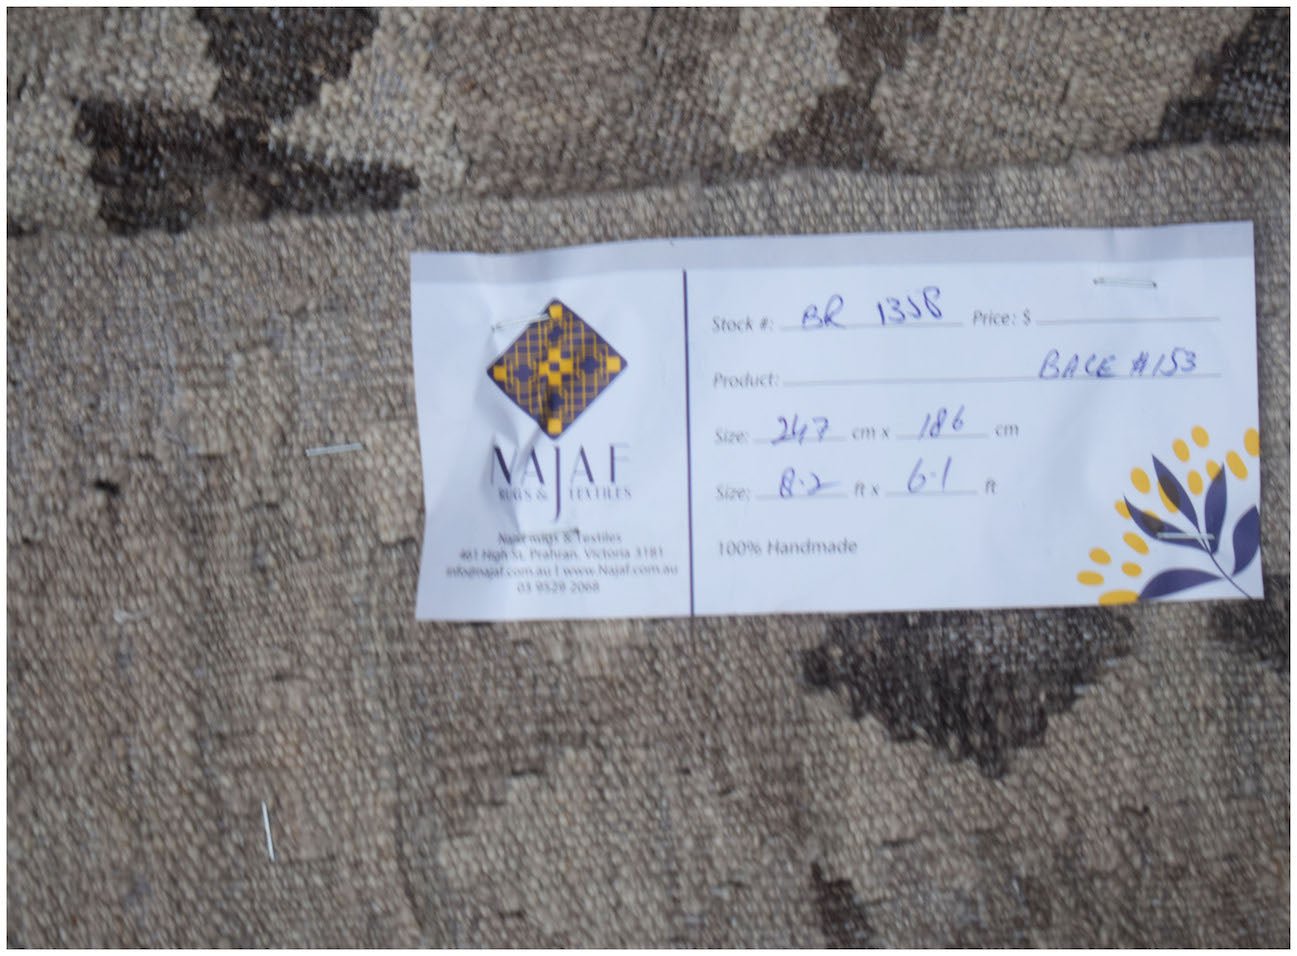 NAJAF
RUGS & TEXTILES
Najaf Rugs & Textiles
461 High St, Prahran, Victoria 3181
info@najaf.com.au | www.Najaf.com.au
03 9529 2068
Stock #: BR 1358 Price: $
Product: BALE #153
Size: 247 cm x 186 cm
Size: 8.2 ft x 6.1 ft
100% Handmade